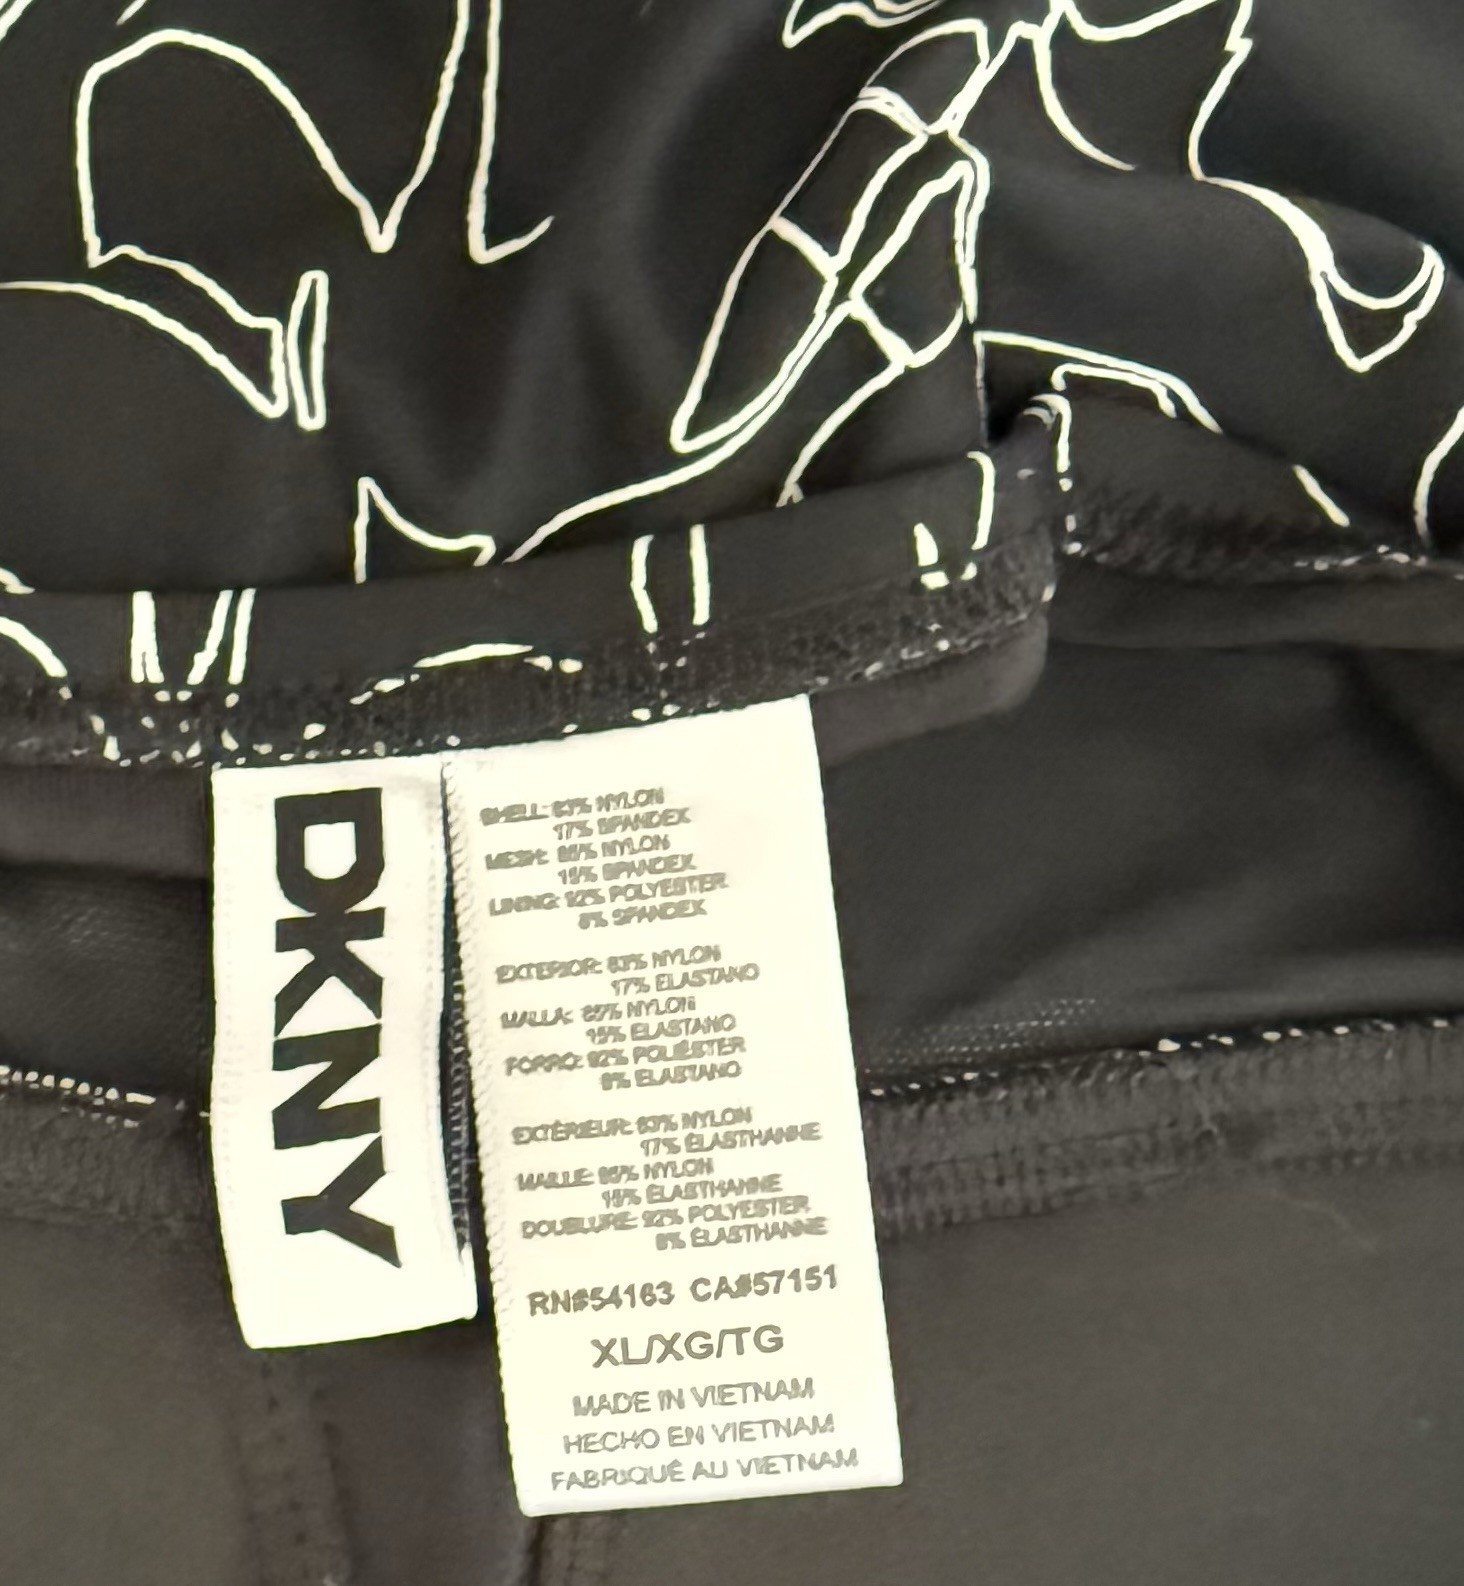 DKNY
SHELL: 83% NYLON
17% SPANDEX
MESH: 85% NYLON
15% SPANDEX
LINING: 92% POLYESTER
8% SPANDEX
EXTERIOR: 83% NYLON
17% ELASTANO
MALLA: 85% NYLON
15% ELASTANO
FORRO: 92% POLIÉSTER
8% ELASTANO
EXTÉRIEUR: 83% NYLON
17% ÉLASTHANNE
MAILLE: 85% NYLON
15% ÉLASTHANNE
DOUBLURE: 92% POLYESTER
8% ÉLASTHANNE
RN#54163 CA#57151
XL/XG/TG
MADE IN VIETNAM
HECHO EN VIETNAM
FABRIQUÉ AU VIETNAM